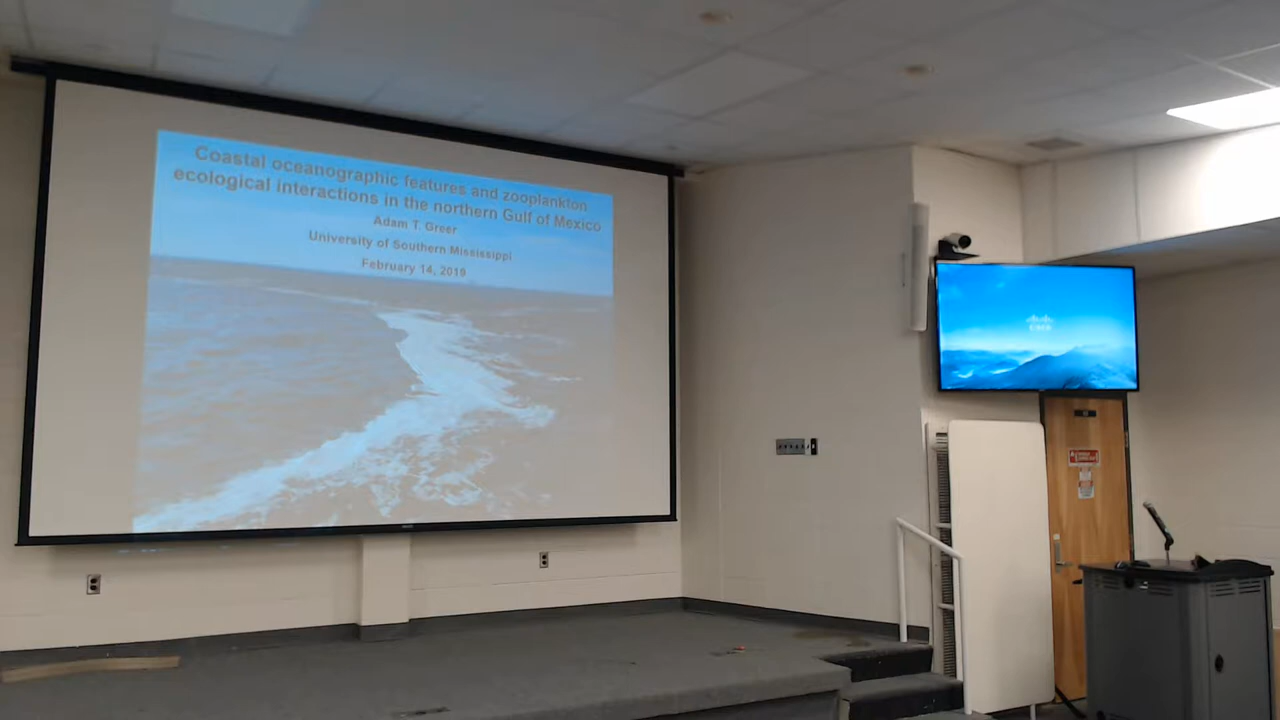 Coastal oceanographic features and zooplankton
ecological interactions in the northern Gulf of Mexico
Adam T. Greer
University of Southern Mississippi
February 14, 2019
CISCO